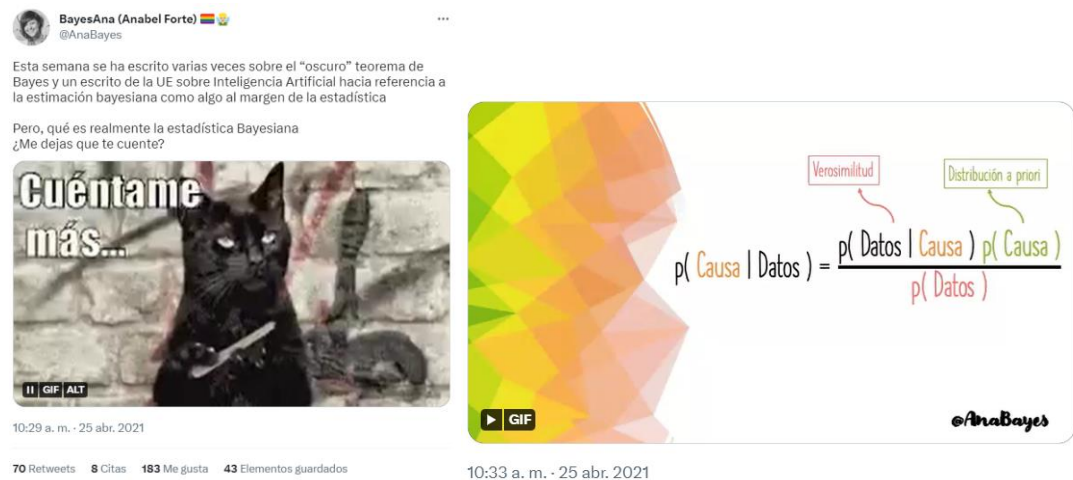 BayesAna (Anabel Forte)
@AnaBayes
Esta semana se ha escrito varias veces sobre el “oscuro” teorema de
Bayes y un escrito de la UE sobre Inteligencia Artificial hacia referencia a
la estimación bayesiana como algo al margen de la estadística
Pero, qué es realmente la estadística Bayesiana
¿Me dejas que te cuente?
Cuéntame
más...
GIF ALT
10:29 a. m. · 25 abr. 2021
70 Retweets 8 Citas 183 Me gusta 43 Elementos guardados
Verosimilitud
Distribución a priori
p( Causa | Datos ) = p( Datos | Causa ) p( Causa )
p( Datos )
GIF
@AnaBayes
10:33 a. m. · 25 abr. 2021